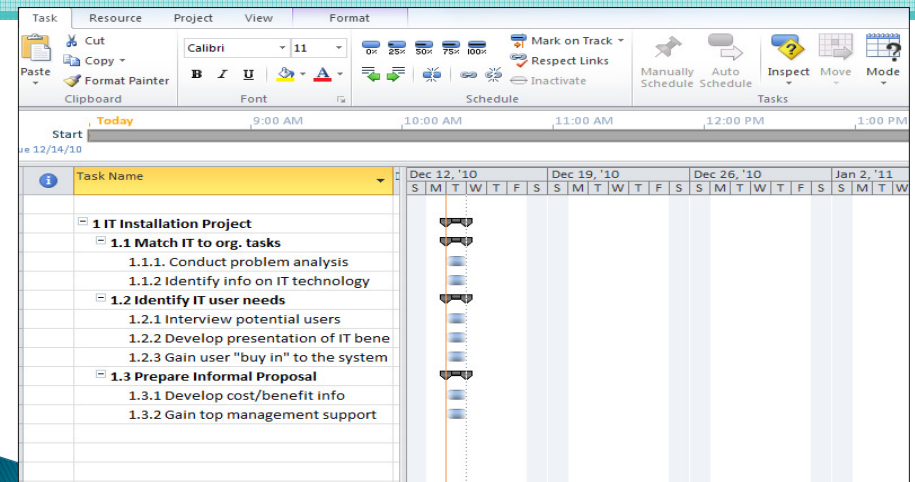 Task Resource Project View Format
Cut
Copy
Format Painter
Paste
Clipboard
Calibri 11
B I U A
Font
0× 25× 50× 75× 100×
Mark on Track
Respect Links
Inactivate
Schedule
Manually Schedule
Auto Schedule
Inspect
Move
Mode
Tasks
Today 9:00 AM 10:00 AM 11:00 AM 12:00 PM 1:00 PM
Start
ue 12/14/10
Task Name
Dec 12, '10 Dec 19, '10 Dec 26, '10 Jan 2, '11
S M T W T F S S M T W T F S S M T W T F S S M T W
1 IT Installation Project
1.1 Match IT to org. tasks
1.1.1. Conduct problem analysis
1.1.2 Identify info on IT technology
1.2 Identify IT user needs
1.2.1 Interview potential users
1.2.2 Develop presentation of IT bene
1.2.3 Gain user "buy in" to the system
1.3 Prepare Informal Proposal
1.3.1 Develop cost/benefit info
1.3.2 Gain top management support